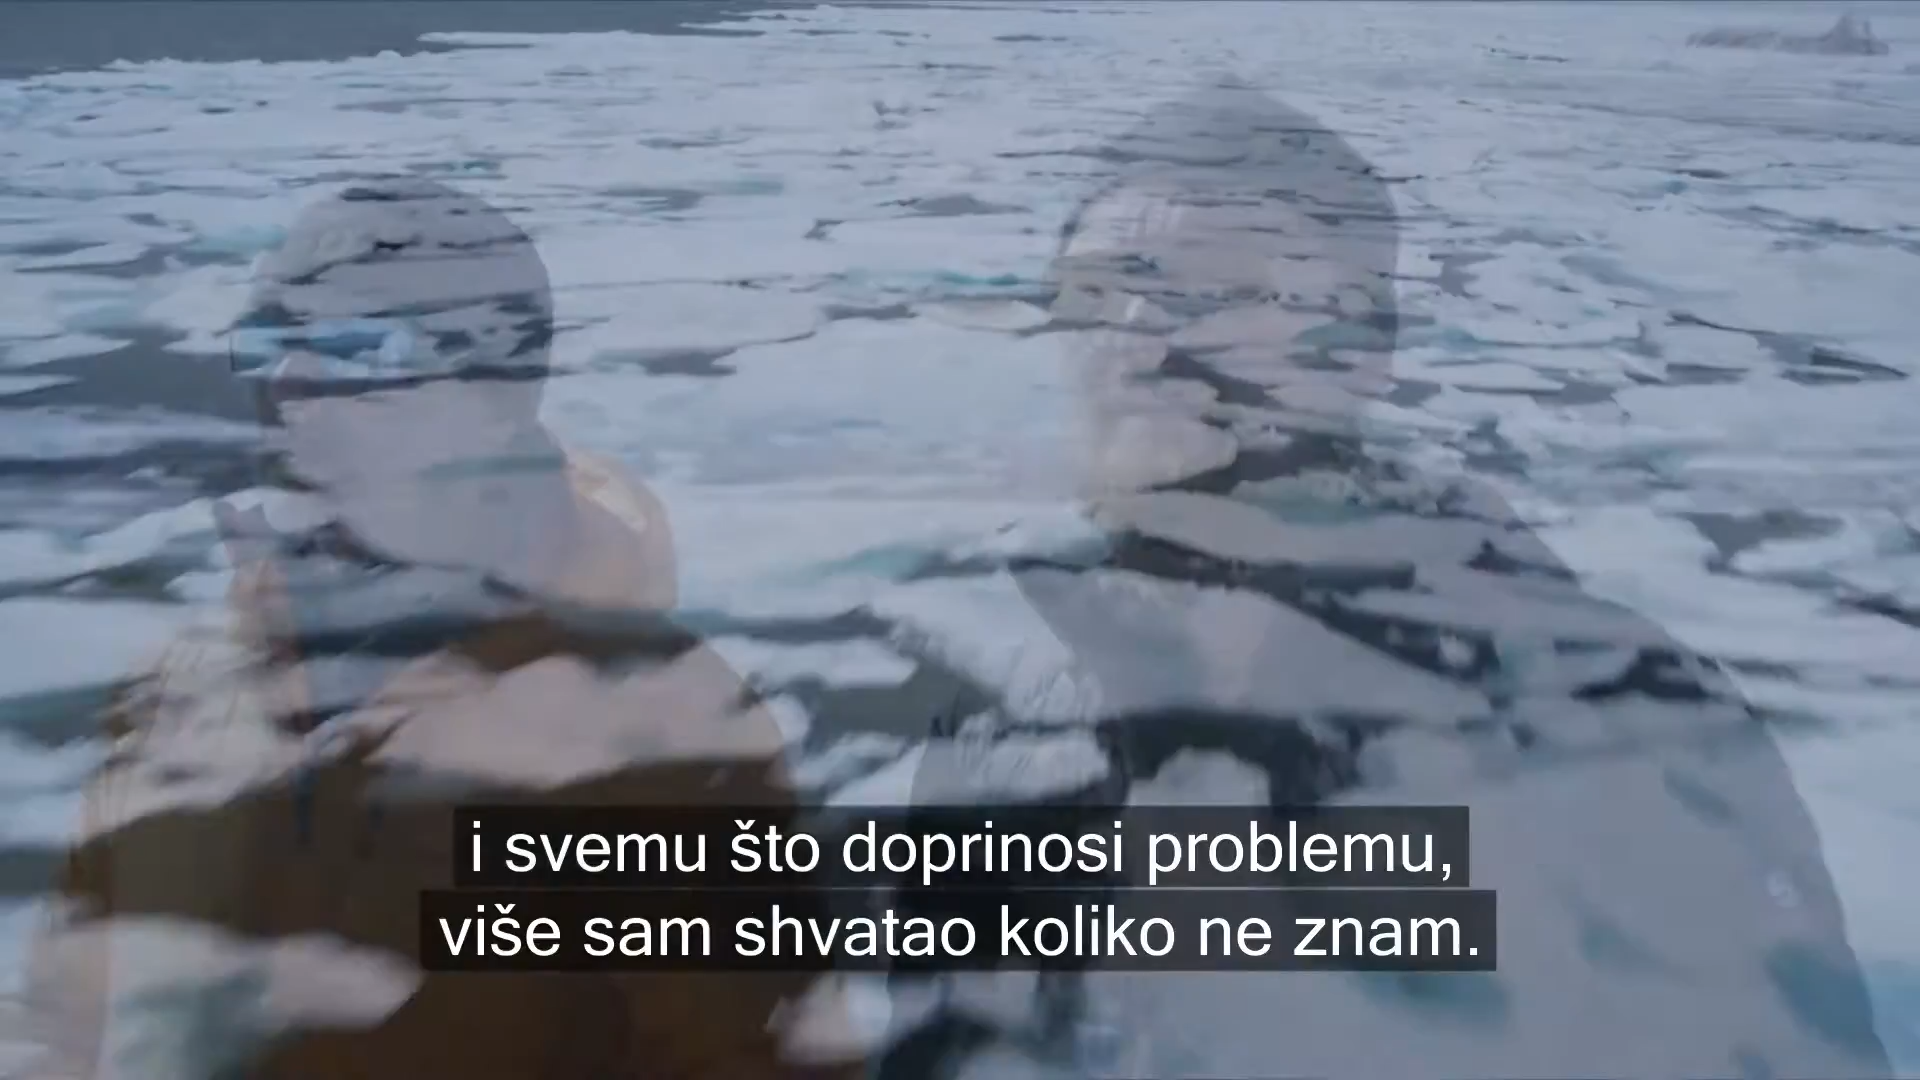 i svemu što doprinosi problemu,
više sam shvatao koliko ne znam.